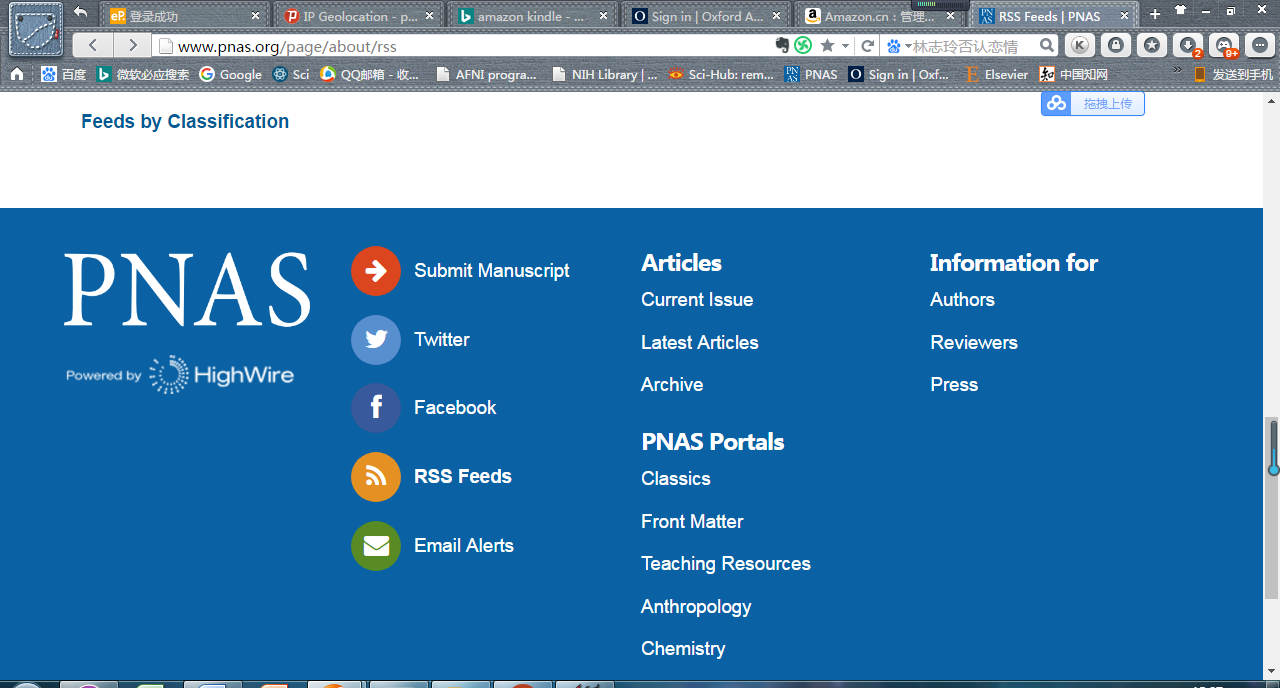 eP 登录成功
IP Geolocation - p...
amazon kindle - ...
Sign in | Oxford A...
Amazon.cn : 管理...
RSS Feeds | PNAS
www.pnas.org/page/about/rss
林志玲否认恋情
K
2
9+
百度
微软必应搜索
Google
Sci
QQ邮箱 - 收...
AFNI progra...
NIH Library | ...
Sci-Hub: rem...
PNAS
Sign in | Oxf...
Elsevier
中国知网
发送到手机
拖拽上传
Feeds by Classification
PNAS
Powered by HighWire
Submit Manuscript
Twitter
Facebook
RSS Feeds
Email Alerts
Articles
Current Issue
Latest Articles
Archive
PNAS Portals
Classics
Front Matter
Teaching Resources
Anthropology
Chemistry
Information for
Authors
Reviewers
Press